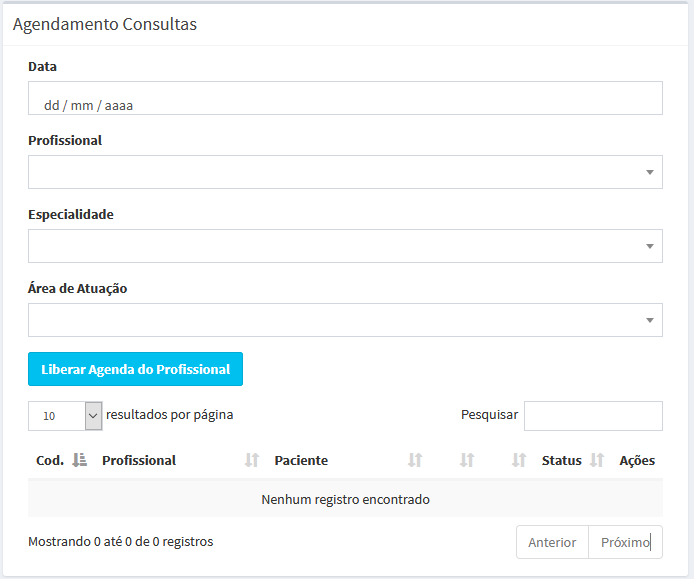 Agendamento Consultas
Data
dd / mm / aaaa
Profissional
Especialidade
Área de Atuação
Liberar Agenda do Profissional
10 resultados por página Pesquisar
Cod. Profissional Paciente Status Ações
Nenhum registro encontrado
Mostrando 0 até 0 de 0 registros Anterior Próximo